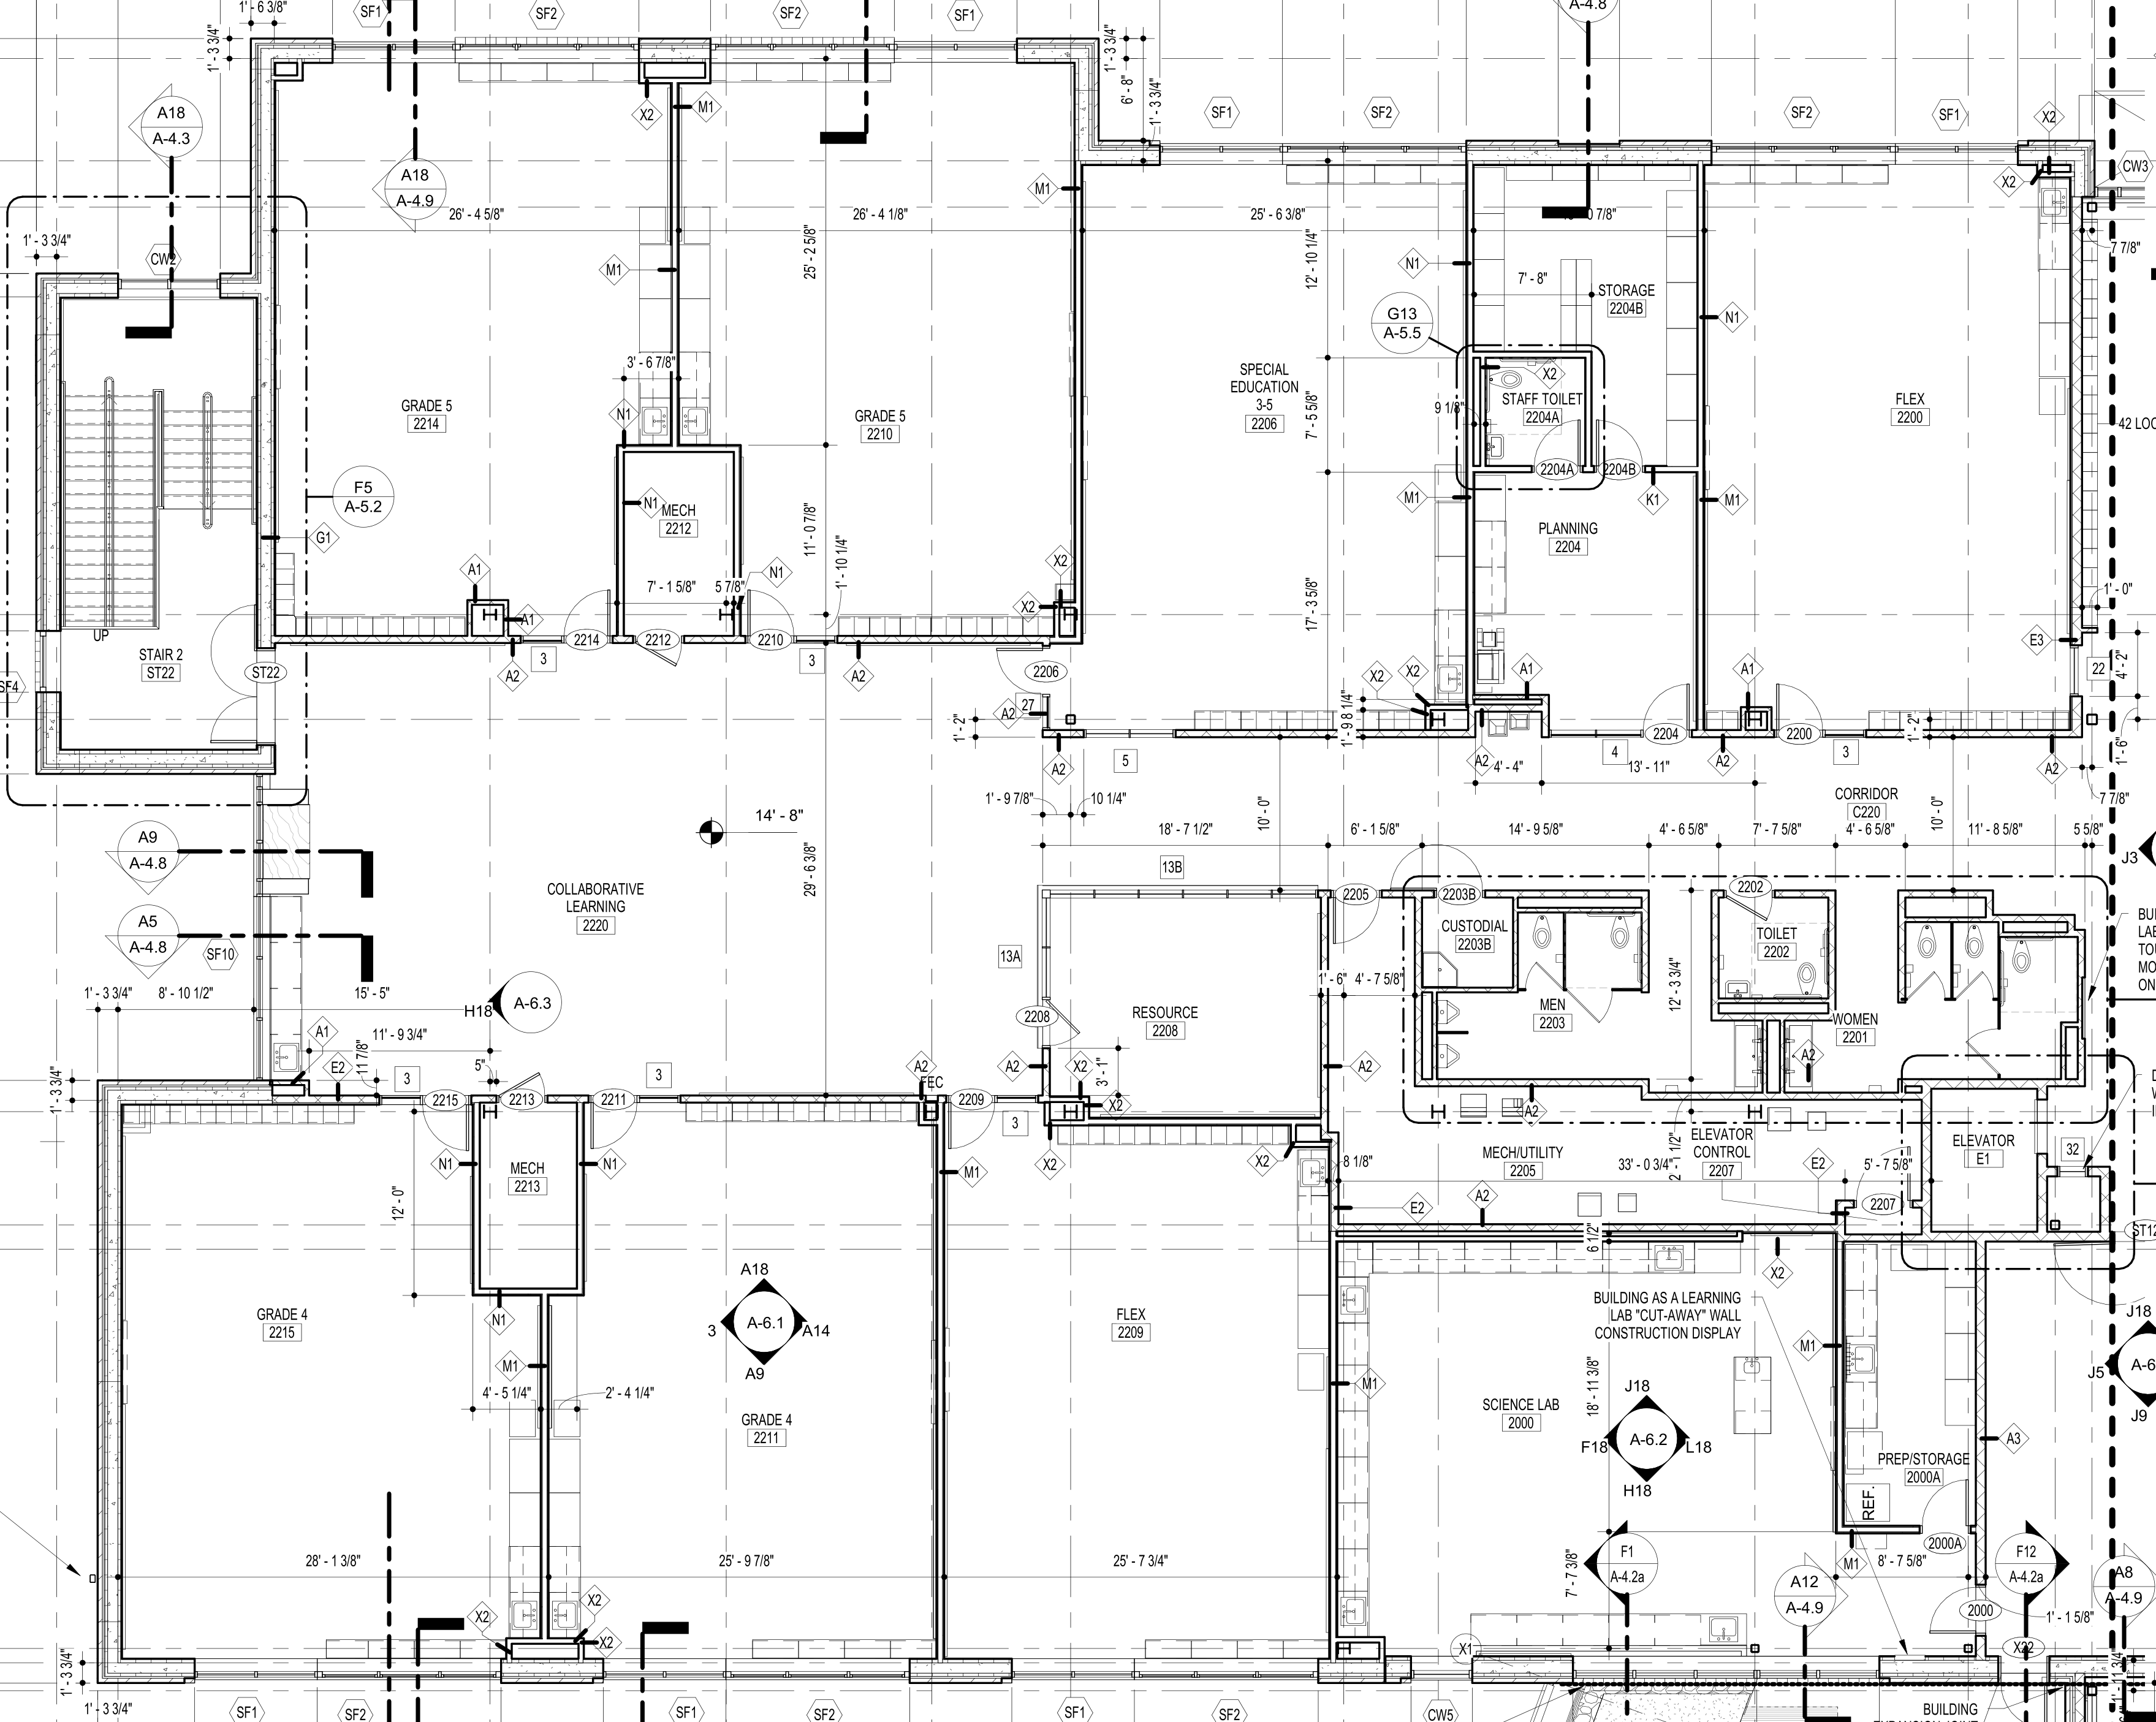 1' - 6 3/8"
SF1
SF2
SF2
SF1
A-4.8
1' - 3 3/4"
1' - 3 3/4"
6' - 8"
1' - 3 3/4"
A18
A-4.3
X2
M1
SF1
SF2
SF2
SF1
X2
CW3
A18
A-4.9
M1
X2
26' - 4 5/8"
26' - 4 1/8"
25' - 6 3/8"
0 7/8"
1' - 3 3/4"
CW2
M1
25' - 2 5/8"
12' - 10 1/4"
N1
7' - 8"
STORAGE
2204B
7 7/8"
N1
G13
A-5.5
3' - 6 7/8"
SPECIAL
EDUCATION
3-5
2206
X2
STAFF TOILET
2204A
9 1/8"
7' - 5 5/8"
FLEX
2200
GRADE 5
2214
N1
GRADE 5
2210
42 LOC
2204A
2204B
F5
A-5.2
N1
MECH
2212
M1
K1
M1
G1
PLANNING
2204
11' - 0 7/8"
1' - 10 1/4"
A1
A1
7' - 1 5/8"
5 7/8"
N1
X2
X2
17' - 3 5/8"
1' - 0"
UP
STAIR 2
ST22
ST22
2214
2212
2210
3
3
A2
A2
2206
E3
22
4' - 2"
SF4
X2
X2
A1
A1
27
A2
1' - 2"
1' - 9 8 1/4"
2204
2200
1' - 2"
1' - 6"
A2
5
A2
4' - 4"
4
13' - 11"
A2
3
A2
7 7/8"
1' - 9 7/8"
10 1/4"
10' - 0"
CORRIDOR
C220
10' - 0"
14' - 8"
A9
A-4.8
18' - 7 1/2"
6' - 1 5/8"
14' - 9 5/8"
4' - 6 5/8"
7' - 7 5/8"
4' - 6 5/8"
11' - 8 5/8"
5 5/8"
J3
29' - 6 3/8"
13B
COLLABORATIVE
LEARNING
2220
2205
2203B
2202
A5
A-4.8
SF10
CUSTODIAL
2203B
TOILET
2202
13A
1' - 3 3/4"
8' - 10 1/2"
15' - 5"
H18
A-6.3
1' - 6"
4' - 7 5/8"
12' - 3 3/4"
RESOURCE
2208
2208
MEN
2203
WOMEN
2201
A1
11' - 9 3/4"
1' - 3 3/4"
E2
11 7/8"
5"
3
3
A2
FEC
A2
X2
3' - 1"
A2
A2
2215
2213
2211
2209
3
X2
A2
N1
MECH
2213
N1
M1
X2
X2
8 1/8"
MECH/UTILITY
2205
33' - 0 3/4"
2' - 1 1/2"
ELEVATOR
CONTROL
2207
E2
5' - 7 5/8"
ELEVATOR
E1
32
12' - 0"
E2
A2
6 1/2"
2207
ST12
X2
A18
3
A-6.1
A14
A9
N1
GRADE 4
2215
FLEX
2209
BUILDING AS A LEARNING
LAB "CUT-AWAY" WALL
CONSTRUCTION DISPLAY
J18
M1
M1
M1
J5
A-6
J9
4' - 5 1/4"
2' - 4 1/4"
GRADE 4
2211
SCIENCE LAB
2000
18' - 11 3/8"
J18
F18
A-6.2
L18
H18
A3
PREP/STORAGE
2000A
REF.
28' - 1 3/8"
25' - 9 7/8"
25' - 7 3/4"
7' - 7 3/8"
F1
A-4.2a
2000A
M1
8' - 7 5/8"
F12
A-4.2a
A12
A-4.9
A8
A-4.9
X2
X2
X2
2000
1' - 1 5/8"
X1
X22
1' - 3 3/4"
1' - 3 3/4"
1' - 11 3/4"
SF1
SF2
SF1
SF2
SF1
SF2
CW5
BUILDING